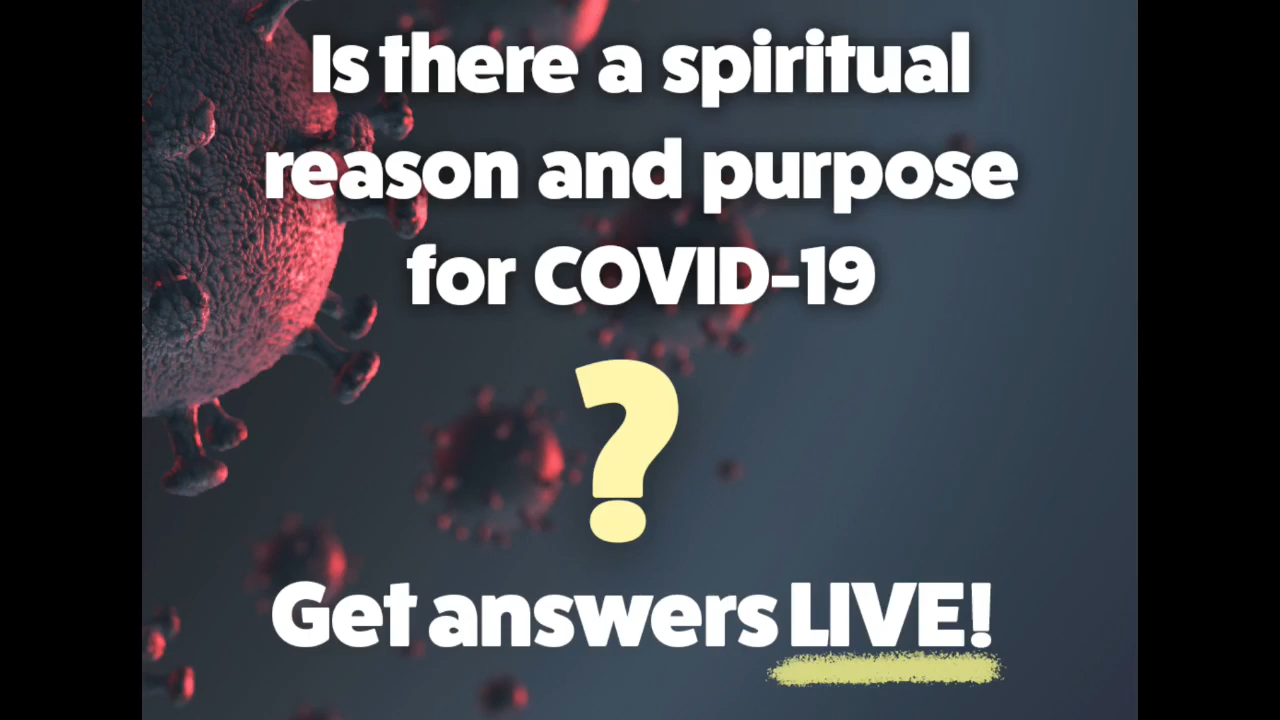 Is there a spiritual
reason and purpose
for COVID-19
?
Get answers LIVE!